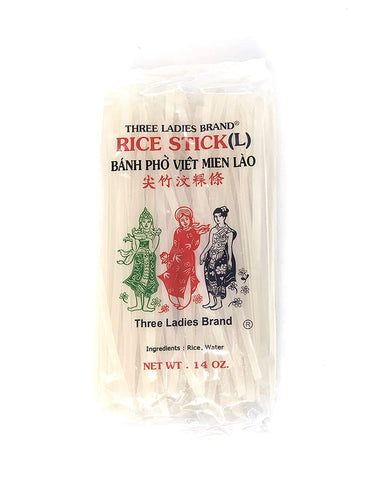 THREE LADIES BRAND®
RICE STICK(L)
BÁNH PHỞ VIỆT MIEN LÀO
尖竹汶粿條
Three Ladies Brand ®
Ingredients : Rice, Water
NET WT . 14 OZ.